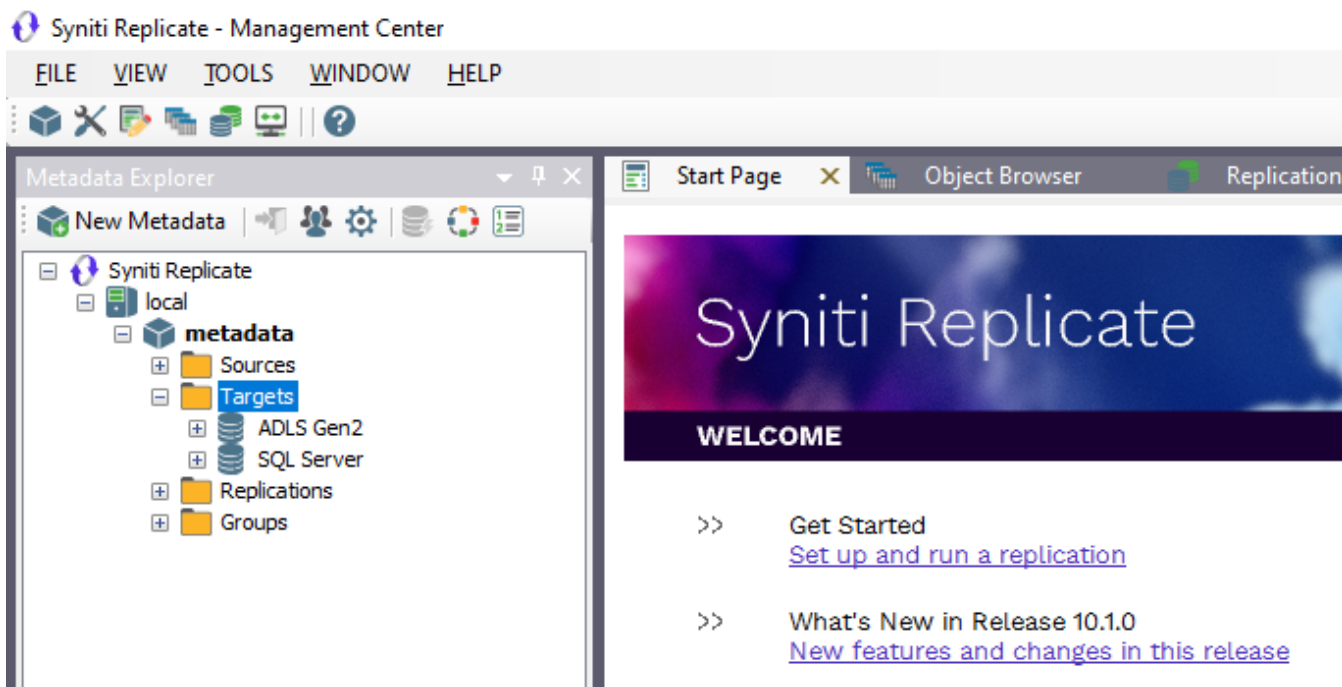 Syniti Replicate - Management Center
FILE VIEW TOOLS WINDOW HELP
Metadata Explorer
Start Page Object Browser Replication
New Metadata
Syniti Replicate
local
metadata
Sources
Targets
ADLS Gen2
SQL Server
Replications
Groups
Syniti Replicate
WELCOME
>> Get Started
Set up and run a replication
>> What's New in Release 10.1.0
New features and changes in this release